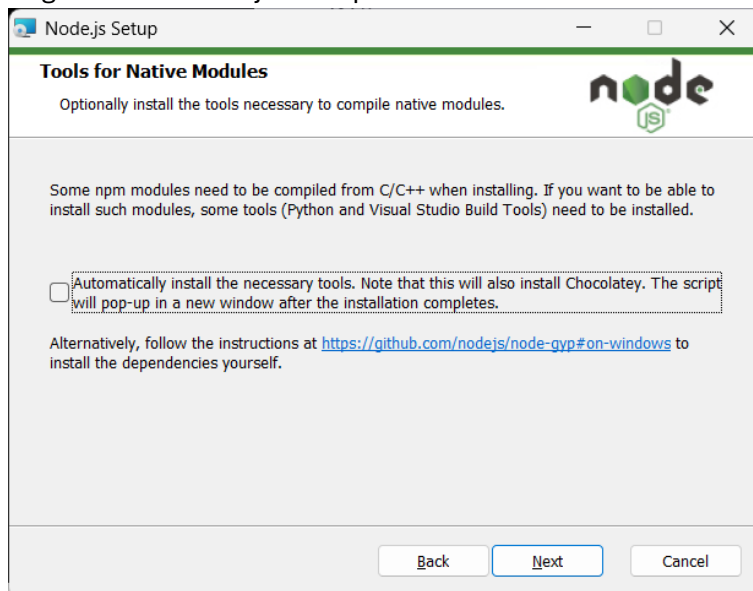 Node.js Setup
Tools for Native Modules
Optionally install the tools necessary to compile native modules.
node
JS
Some npm modules need to be compiled from C/C++ when installing. If you want to be able to
install such modules, some tools (Python and Visual Studio Build Tools) need to be installed.
Automatically install the necessary tools. Note that this will also install Chocolatey. The script
will pop-up in a new window after the installation completes.
Alternatively, follow the instructions at https://github.com/nodejs/node-gyp#on-windows to
install the dependencies yourself.
Back Next Cancel